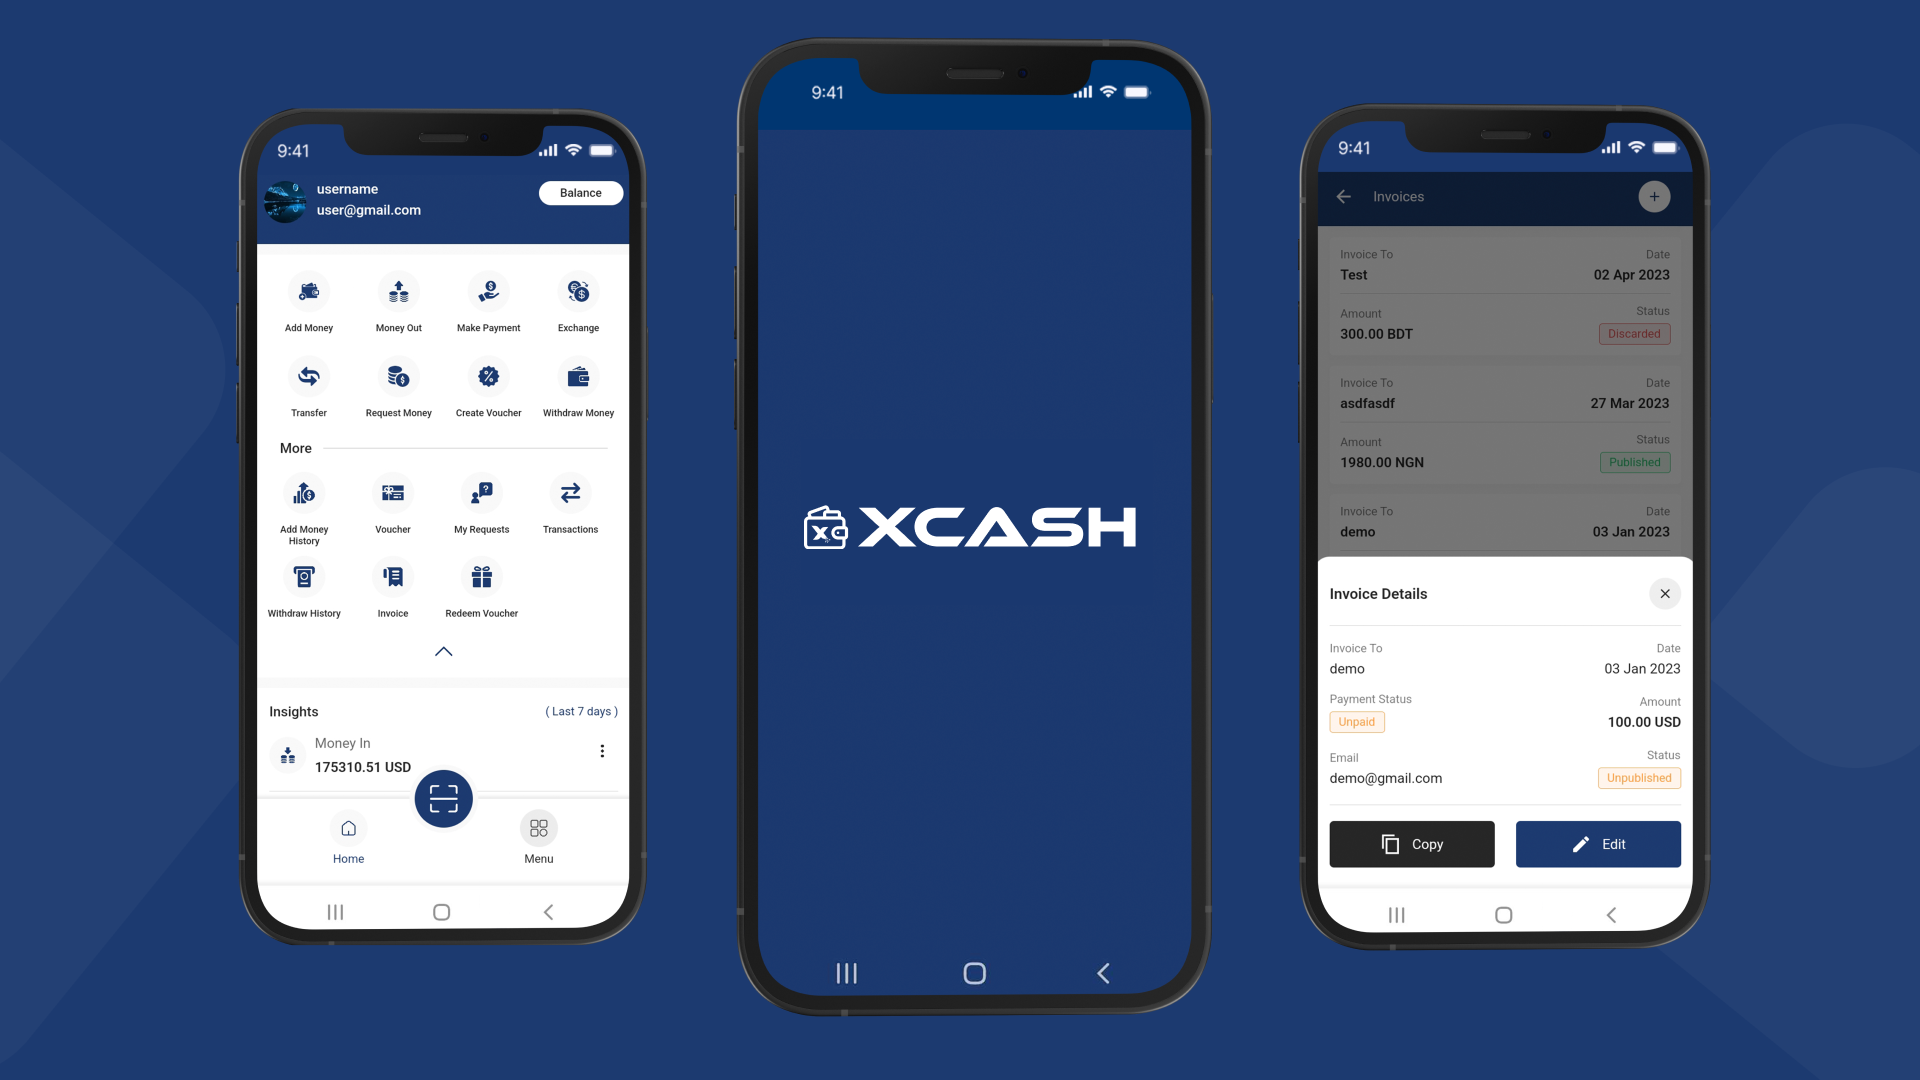 9:41
username
user@gmail.com
Balance
Add Money
Money Out
Make Payment
Exchange
Transfer
Request Money
Create Voucher
Withdraw Money
More
Add Money
History
Voucher
My Requests
Transactions
Withdraw History
Invoice
Redeem Voucher
Insights
( Last 7 days )
Money In
175310.51 USD
Home
Menu
9:41
XC
XCASH
9:41
Invoices
Invoice To
Date
Test
02 Apr 2023
Amount
Status
300.00 BDT
Discarded
Invoice To
Date
asdfasdf
27 Mar 2023
Amount
Status
1980.00 NGN
Published
Invoice To
Date
demo
03 Jan 2023
Invoice Details
Invoice To
Date
demo
03 Jan 2023
Payment Status
Amount
Unpaid
100.00 USD
Email
Status
demo@gmail.com
Unpublished
Copy
Edit